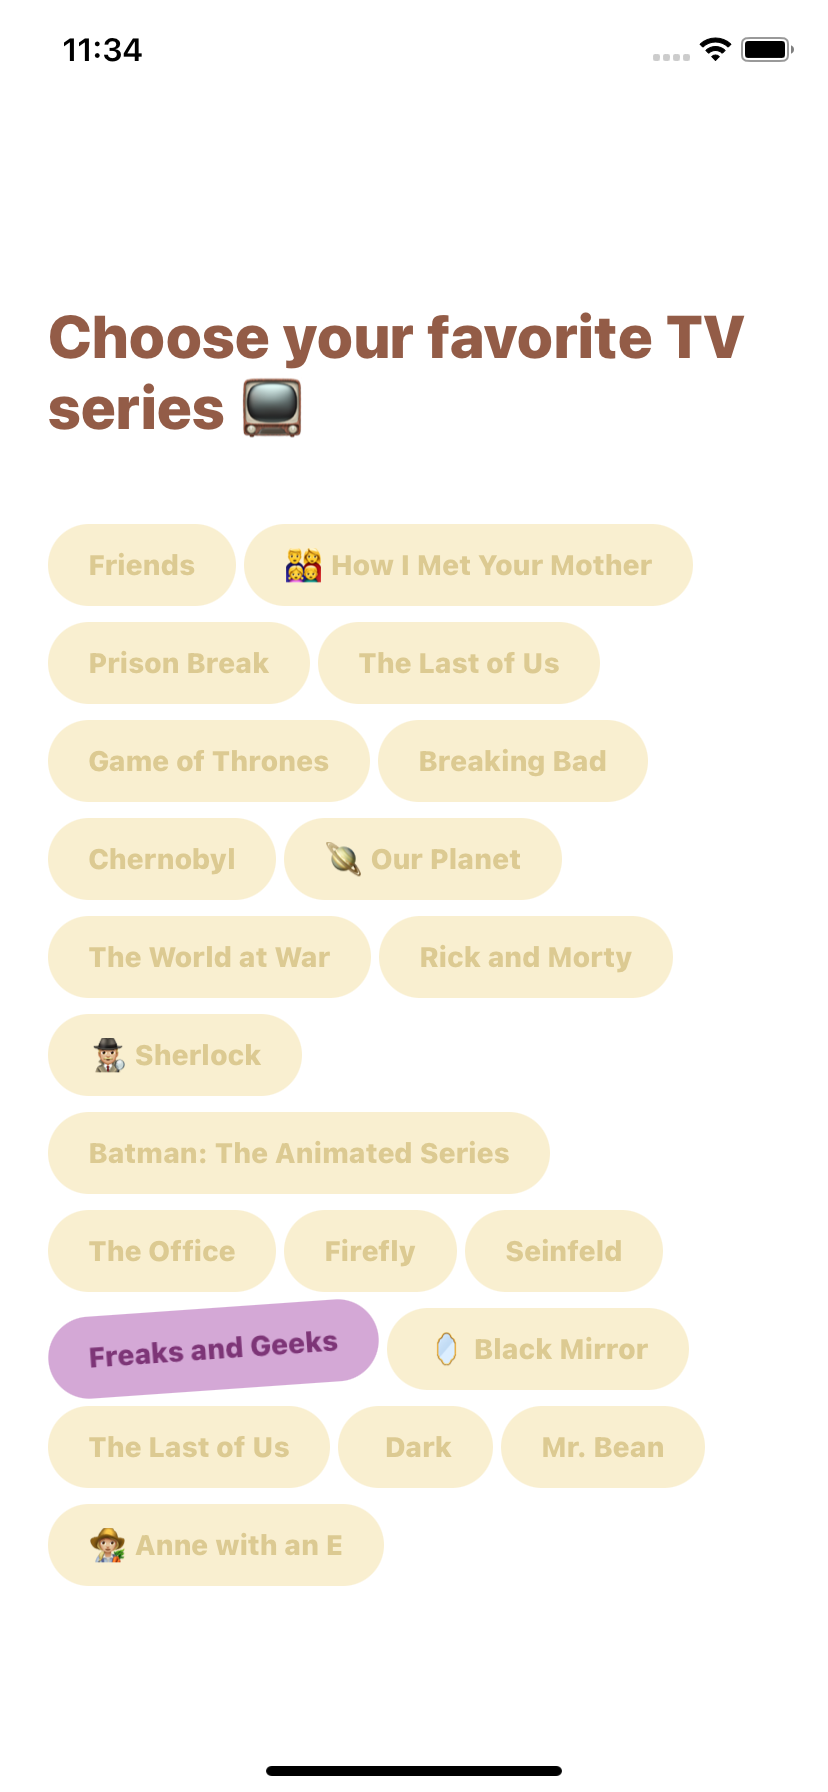 11:34
Choose your favorite TV
series 📺
Friends
👨‍👩‍👧‍👦 How I Met Your Mother
Prison Break
The Last of Us
Game of Thrones
Breaking Bad
Chernobyl
🪐 Our Planet
The World at War
Rick and Morty
🕵🏼 Sherlock
Batman: The Animated Series
The Office
Firefly
Seinfeld
Freaks and Geeks
🪞 Black Mirror
The Last of Us
Dark
Mr. Bean
🧑🏼‍🌾 Anne with an E